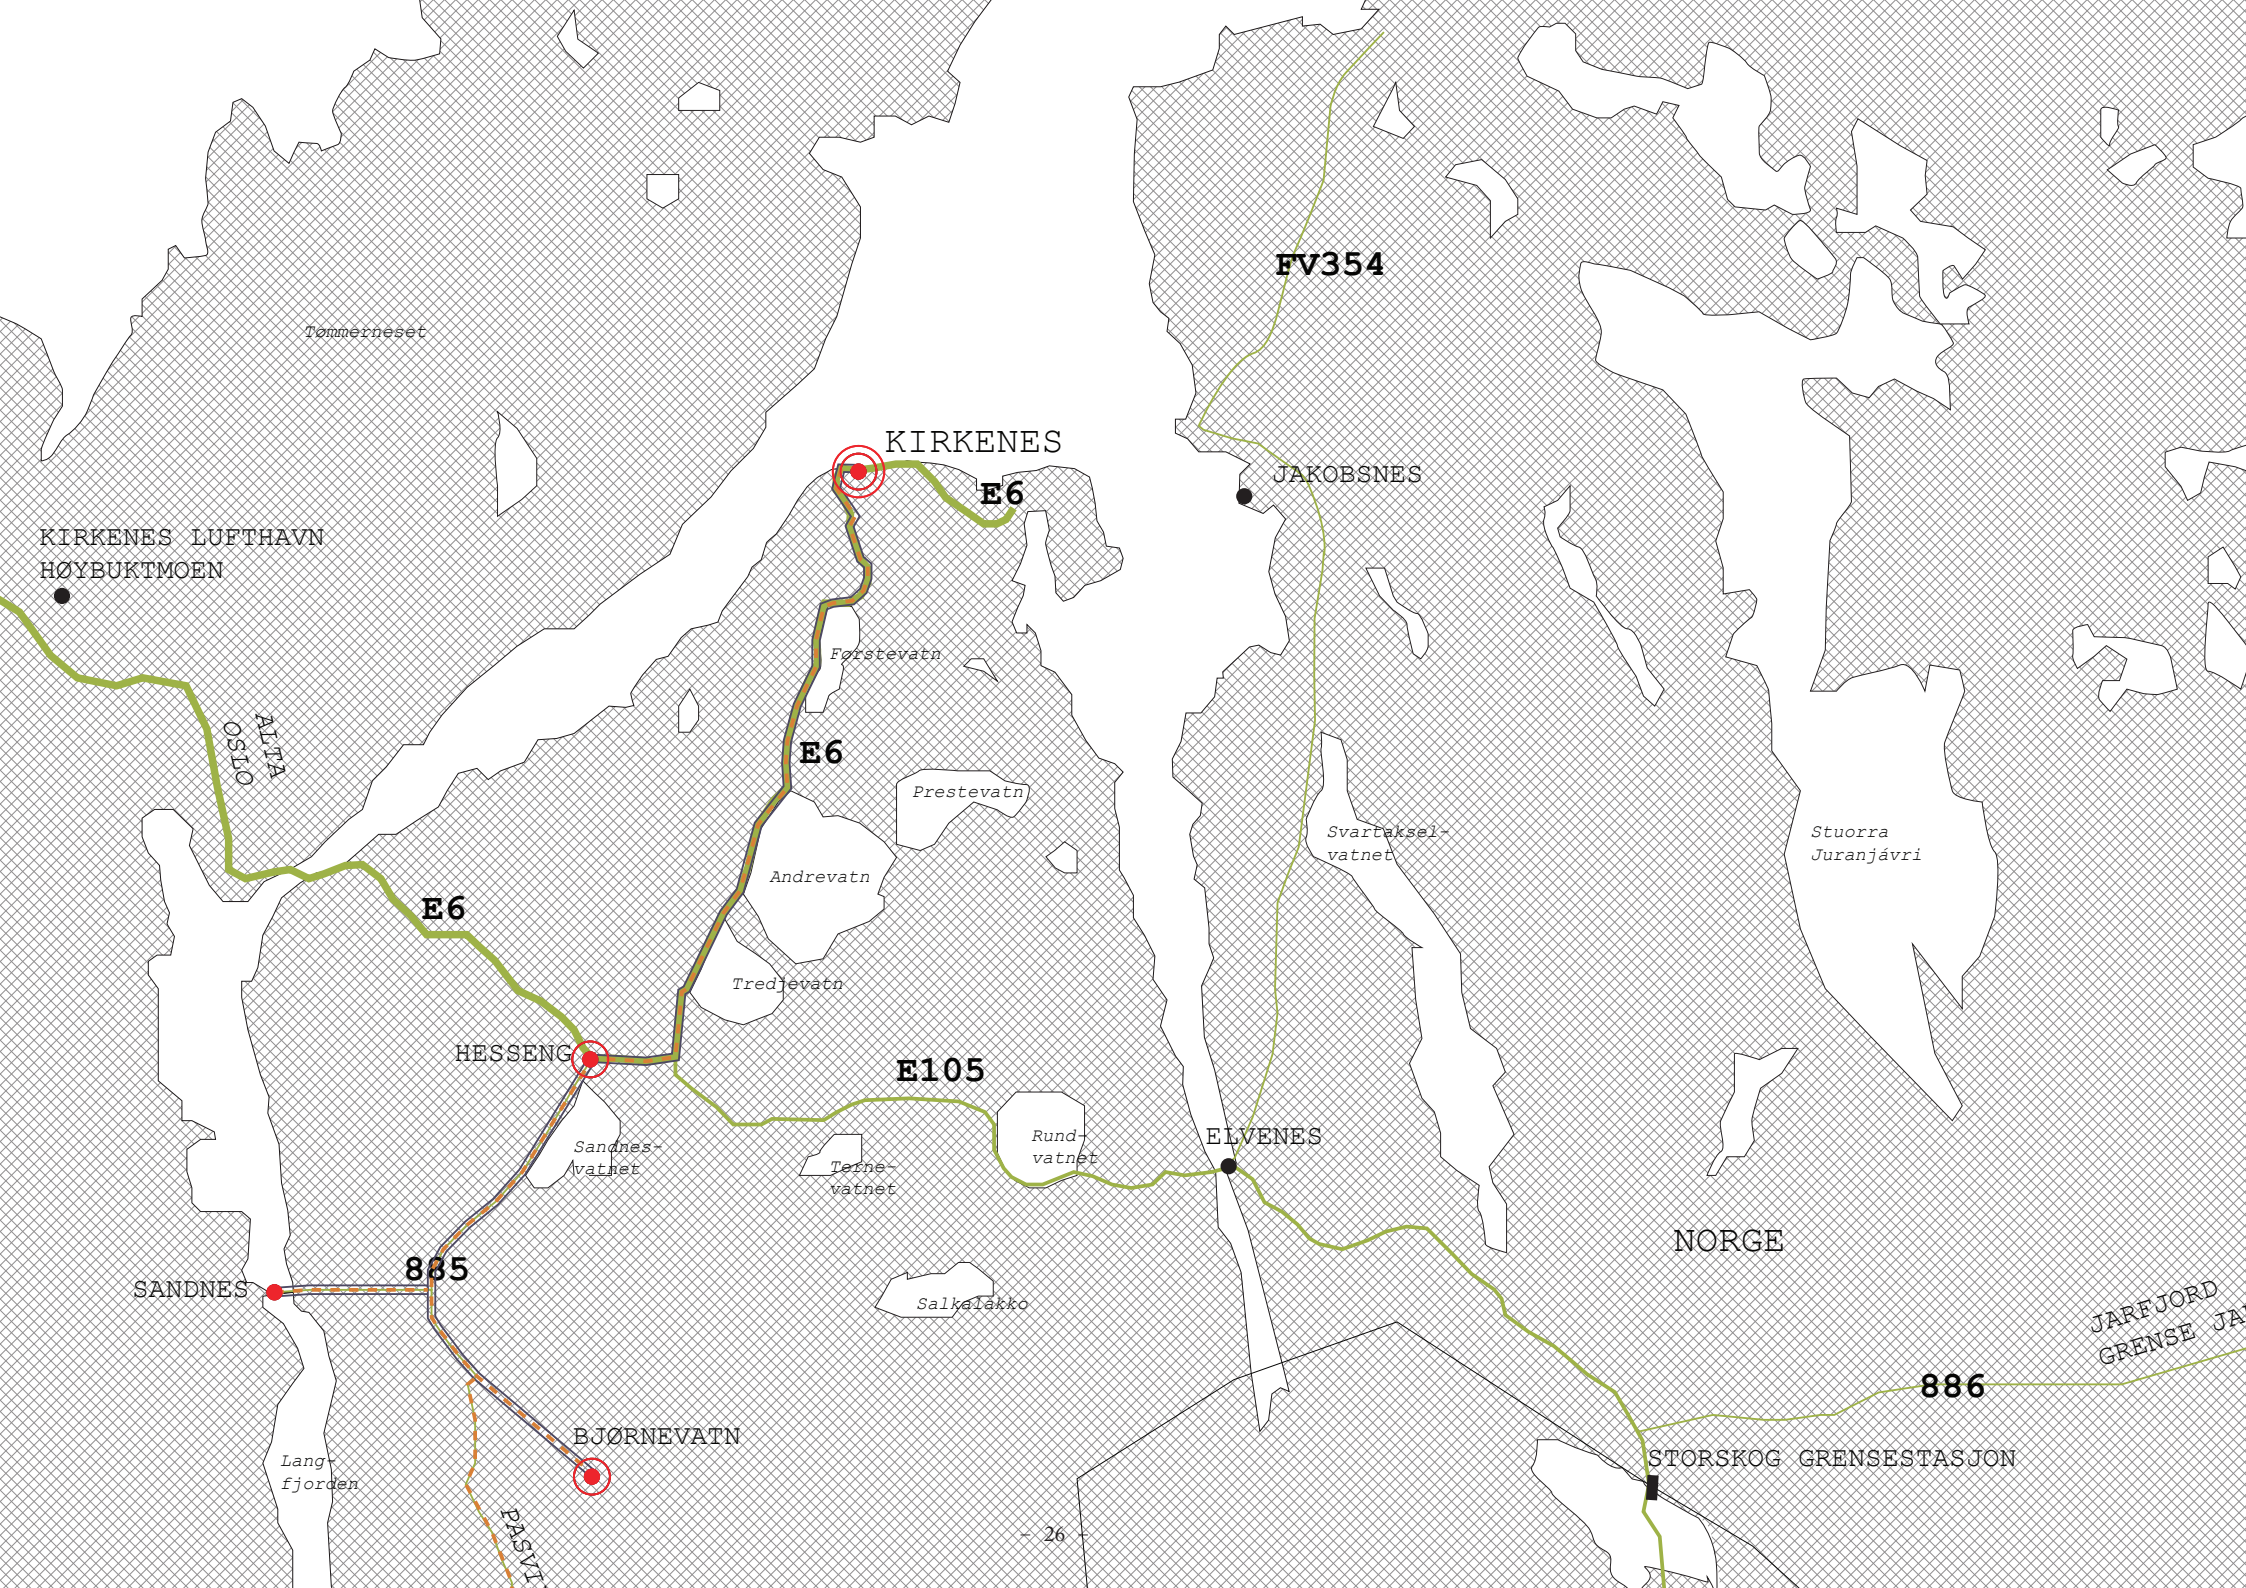 FV354
Tømmerneset
KIRKENES
JAKOBSNES
E6
KIRKENES LUFTHAVN
HØYBUKTMOEN
Førstevatn
ALTA
OSLO
E6
Prestevatn
Svartaksel-
vatnet
Stuorra
Juranjávri
Andrevatn
E6
Tredjevatn
HESSENG
E105
Sandnes-
vatnet
Rund-
vatnet
ELVENES
Terne-
vatnet
NORGE
885
SANDNES
Salkalakko
JARFJORD
GRENSE JA
886
BJØRNEVATN
STORSKOG GRENSESTASJON
Lang-
fjorden
PASVI
- 26 -